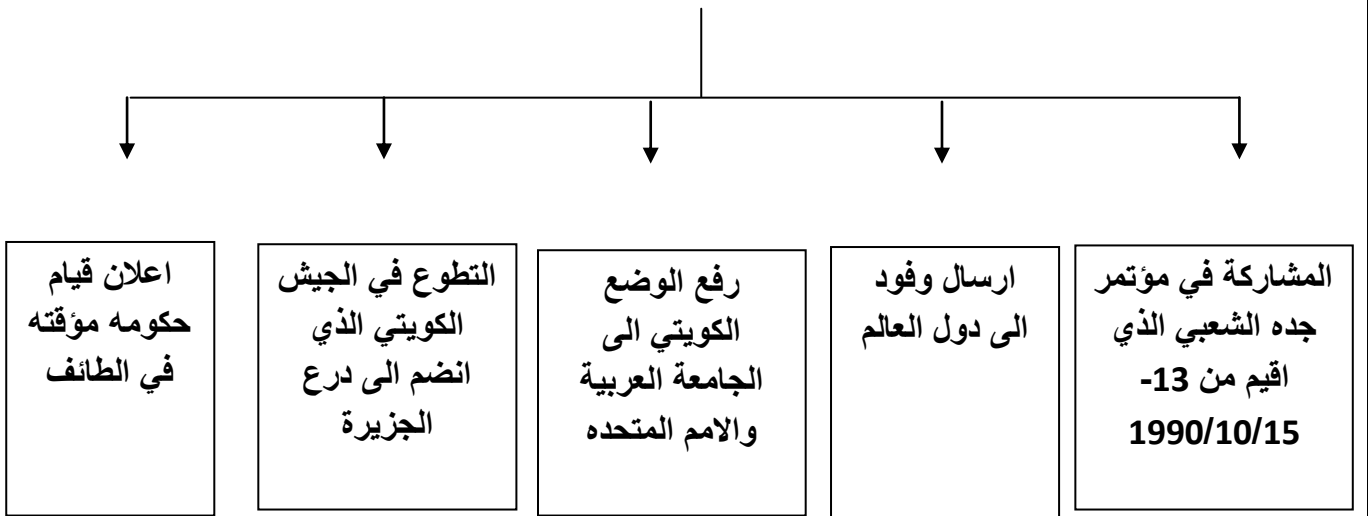 المشاركة في مؤتمر
جده الشعبي الذي
اقيم من 13-
1990/10/15
ارسال وفود
الى دول العالم
رفع الوضع
الكويتي الى
الجامعة العربية
والامم المتحده
التطوع في الجيش
الكويتي الذي
انضم الى درع
الجزيرة
اعلان قيام
حكومه مؤقته
في الطائف